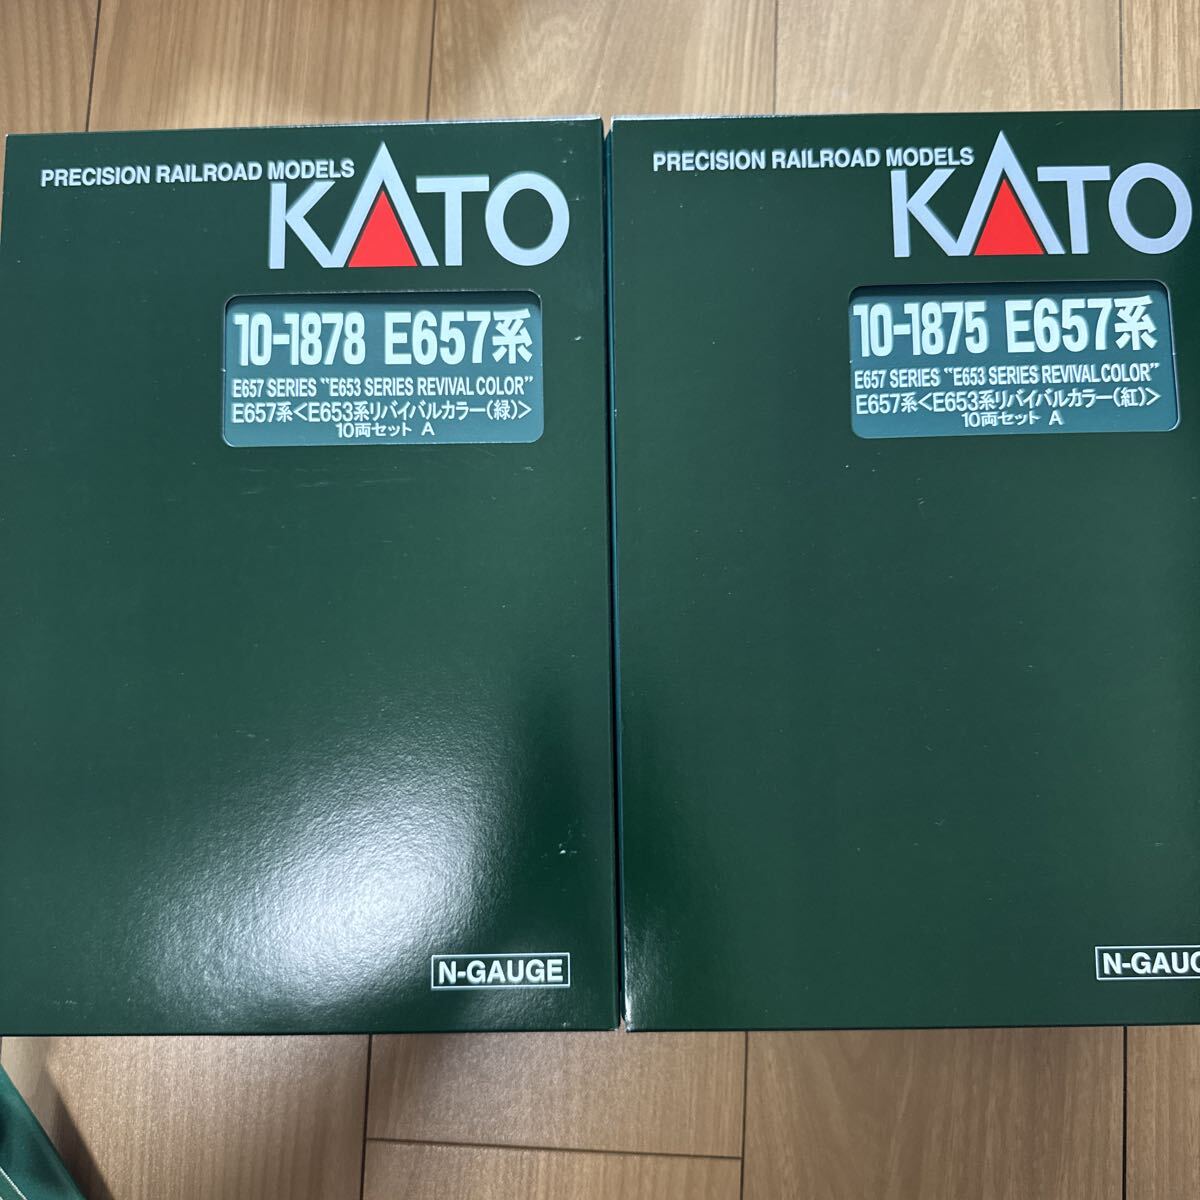 PRECISION RAILROAD MODELS
KATO
10-1878 E657系
E657 SERIES “E653 SERIES REVIVAL COLOR”
E657系<E653系リバイバルカラー(緑)>
10両セット A
N-GAUGE
PRECISION RAILROAD MODELS
KATO
10-1875 E657系
E657 SERIES “E653 SERIES REVIVAL COLOR”
E657系<E653系リバイバルカラー(紅)>
10両セット A
N-GAUG